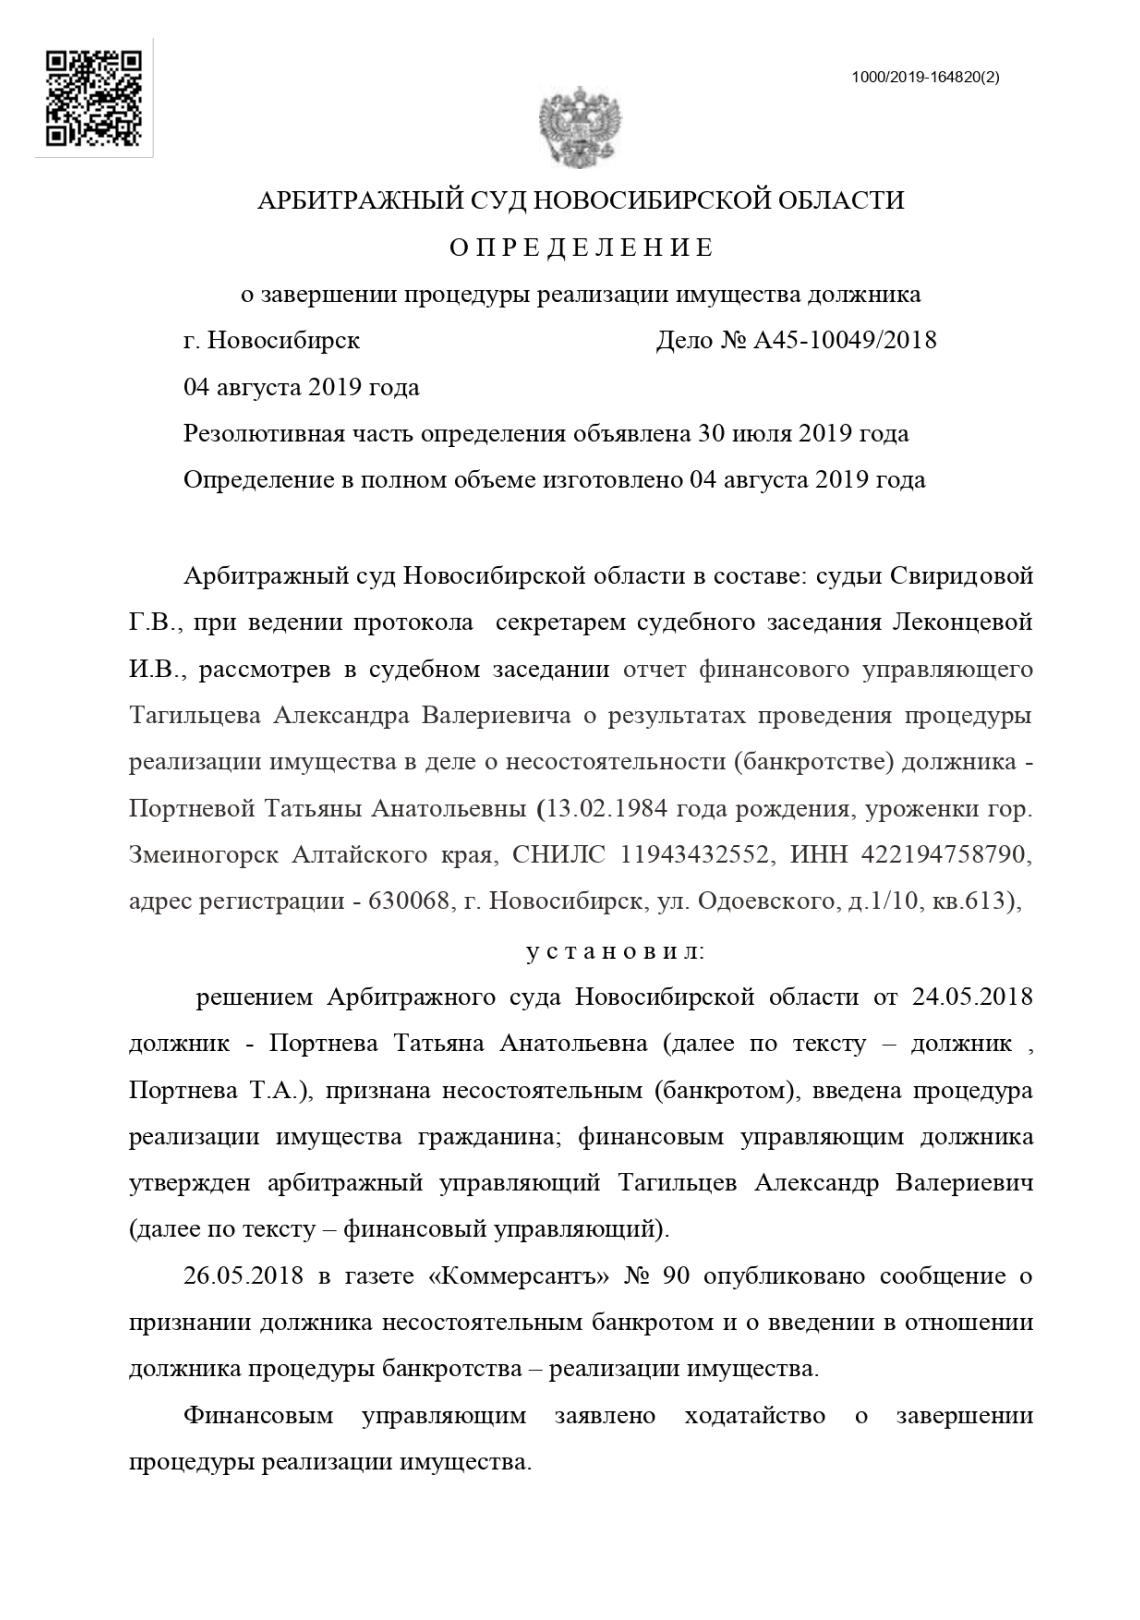 1000/2019-164820(2)
АРБИТРАЖНЫЙ СУД НОВОСИБИРСКОЙ ОБЛАСТИ
О П Р Е Д Е Л Е Н И Е
о завершении процедуры реализации имущества должника
г. Новосибирск Дело № А45-10049/2018
04 августа 2019 года
Резолютивная часть определения объявлена 30 июля 2019 года
Определение в полном объеме изготовлено 04 августа 2019 года
Арбитражный суд Новосибирской области в составе: судьи Свиридовой
Г.В., при ведении протокола секретарем судебного заседания Леконцевой
И.В., рассмотрев в судебном заседании отчет финансового управляющего
Тагильцева Александра Валериевича о результатах проведения процедуры
реализации имущества в деле о несостоятельности (банкротстве) должника -
Портневой Татьяны Анатольевны (13.02.1984 года рождения, уроженки гор.
Змеиногорск Алтайского края, СНИЛС 11943432552, ИНН 422194758790,
адрес регистрации - 630068, г. Новосибирск, ул. Одоевского, д.1/10, кв.613),
у с т а н о в и л:
решением Арбитражного суда Новосибирской области от 24.05.2018
должник - Портнева Татьяна Анатольевна (далее по тексту – должник ,
Портнева Т.А.), признана несостоятельным (банкротом), введена процедура
реализации имущества гражданина; финансовым управляющим должника
утвержден арбитражный управляющий Тагильцев Александр Валериевич
(далее по тексту – финансовый управляющий).
26.05.2018 в газете «Коммерсантъ» № 90 опубликовано сообщение о
признании должника несостоятельным банкротом и о введении в отношении
должника процедуры банкротства – реализации имущества.
Финансовым управляющим заявлено ходатайство о завершении
процедуры реализации имущества.